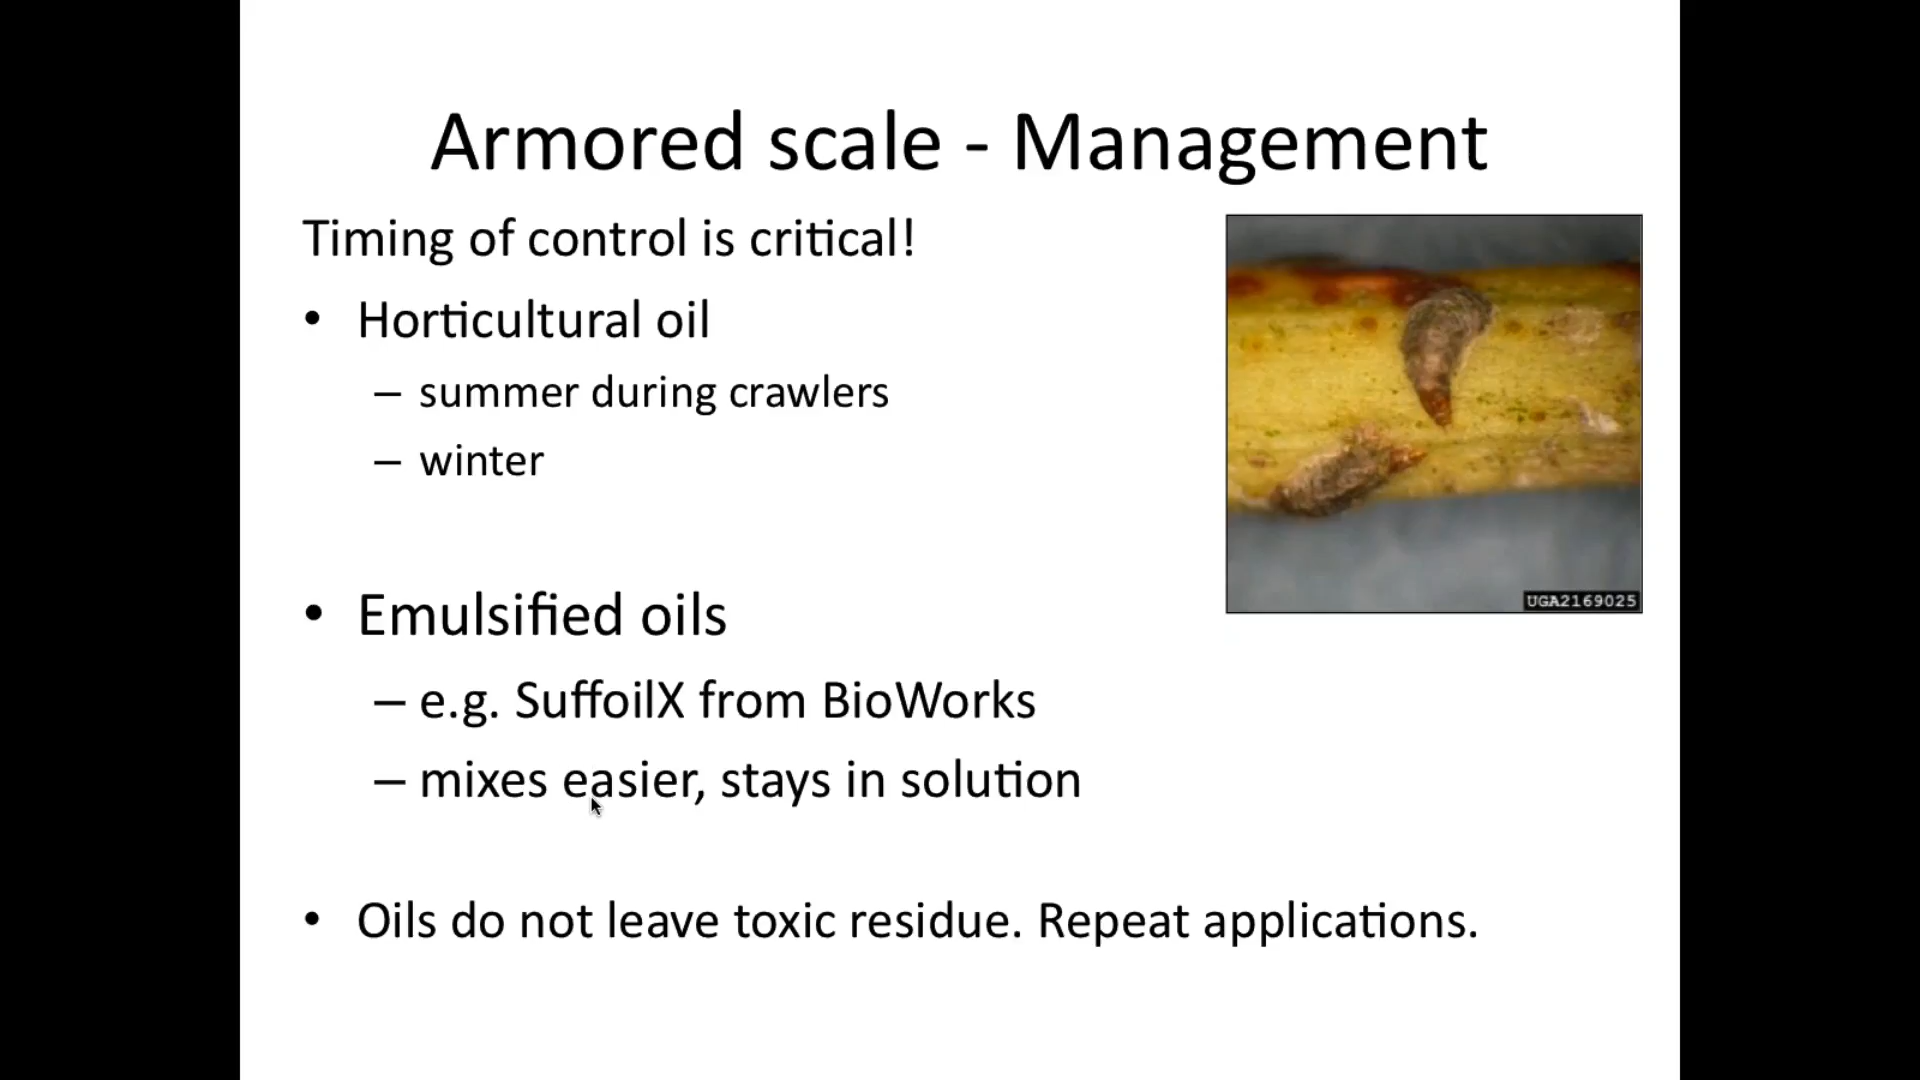 Armored scale - Management
Timing of control is critical!
• Horticultural oil
– summer during crawlers
– winter
• Emulsified oils
– e.g. SuffoilX from BioWorks
– mixes easier, stays in solution
• Oils do not leave toxic residue. Repeat applications.
UGA2169025